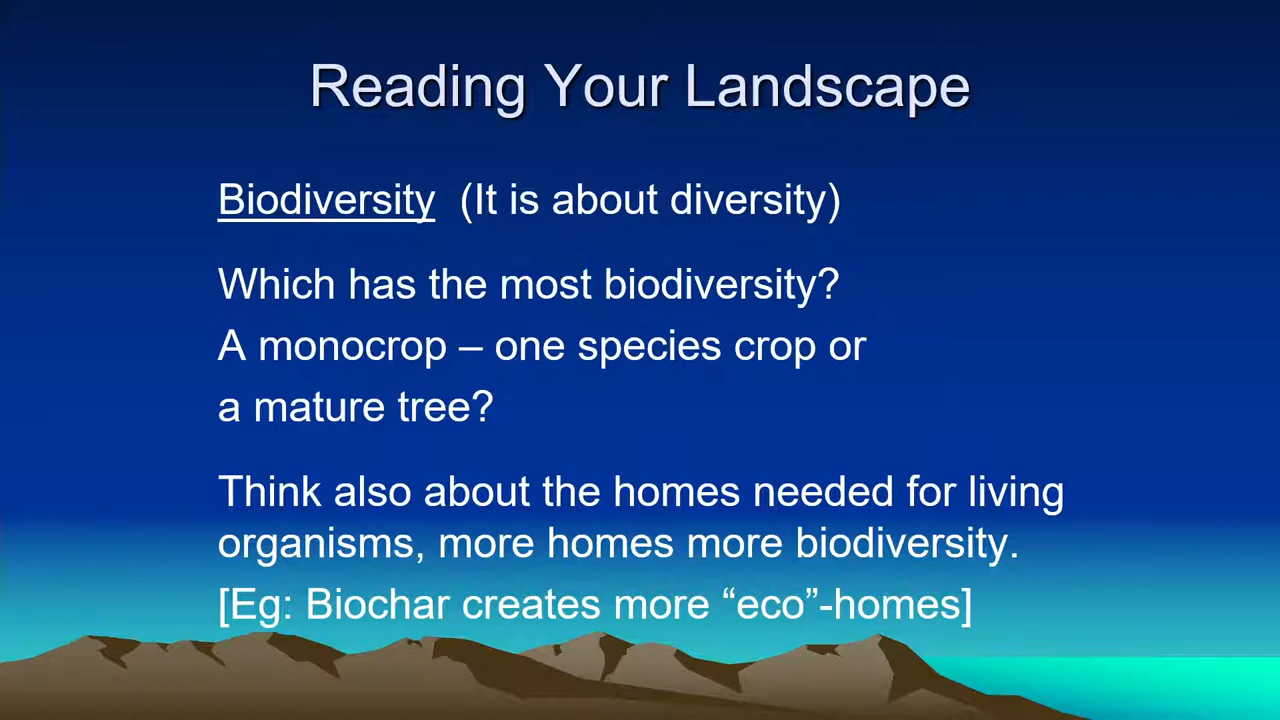 Reading Your Landscape
Biodiversity (It is about diversity)
Which has the most biodiversity?
A monocrop – one species crop or
a mature tree?
Think also about the homes needed for living
organisms, more homes more biodiversity.
[Eg: Biochar creates more “eco”-homes]